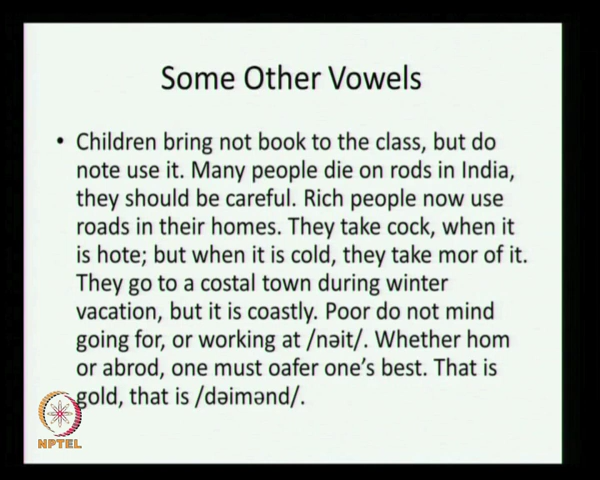 Some Other Vowels
• Children bring not book to the class, but do
note use it. Many people die on rods in India,
they should be careful. Rich people now use
roads in their homes. They take cock, when it
is hote; but when it is cold, they take mor of it.
They go to a costal town during winter
vacation, but it is coastly. Poor do not mind
going for, or working at /nəit/. Whether hom
or abrod, one must oafer one’s best. That is
gold, that is /dəimənd/.
NPTEL